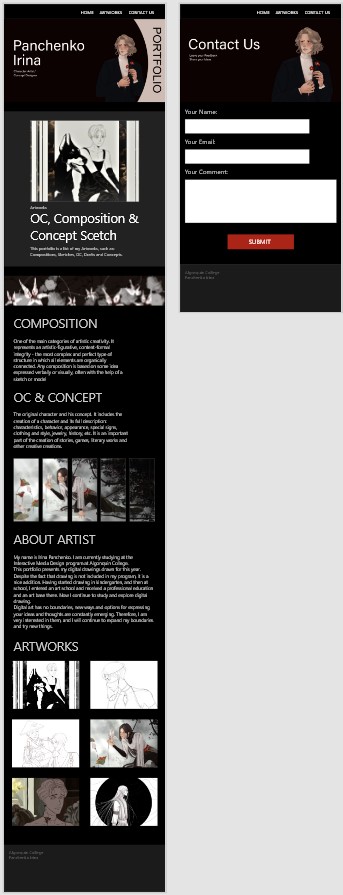 HOME ARTWORKS CONTACT US
Panchenko
Irina
Character Artist /
Concept Designer
PORTFOLIO
Artworks
OC, Composition &
Concept Scetch
This portfolio is a list of my Artworks, such as:
Compositions, Sketches, OC, Drafts and Concepts.
COMPOSITION
One of the main categories of artistic creativity. It
represents an artistic-figurative, content-formal
integrity - the most complex and perfect type of
structure in which all elements are organically
connected. Any composition is based on some idea
expressed verbally or visually, often with the help of a
sketch or model
OC & CONCEPT
The original character and his concept. It includes the
creation of a character and its full description:
characteristics, behavior, appearance, special signs,
clothing and style, jewelry, history, etc. It is an important
part of the creation of stories, games, literary works and
other creative creations.
ABOUT ARTIST
My name is Irina Panchenko. I am currently studying at the
Interactive Media Design program at Algonquin College.
This portfolio presents my digital drawings drawn for this year.
Despite the fact that drawing is not included in my program, it is a
nice addition. Having started drawing in kindergarten, and then at
school, I entered an art school and received a professional education
and an art base there. Now I continue to study and explore digital
drawing.
Digital art has no boundaries, new ways and options for expressing
your ideas and thoughts are constantly emerging. Therefore, I am
very interested in them and I will continue to expand my boundaries
and try new things.
ARTWORKS
Algonquin College
Panchenko Irina
HOME ARTWORKS CONTACT US
Contact Us
Leave your Feedback
Share your Ideas
Your Name:
Your Email:
Your Comment:
SUBMIT
Algonquin College
Panchenko Irina